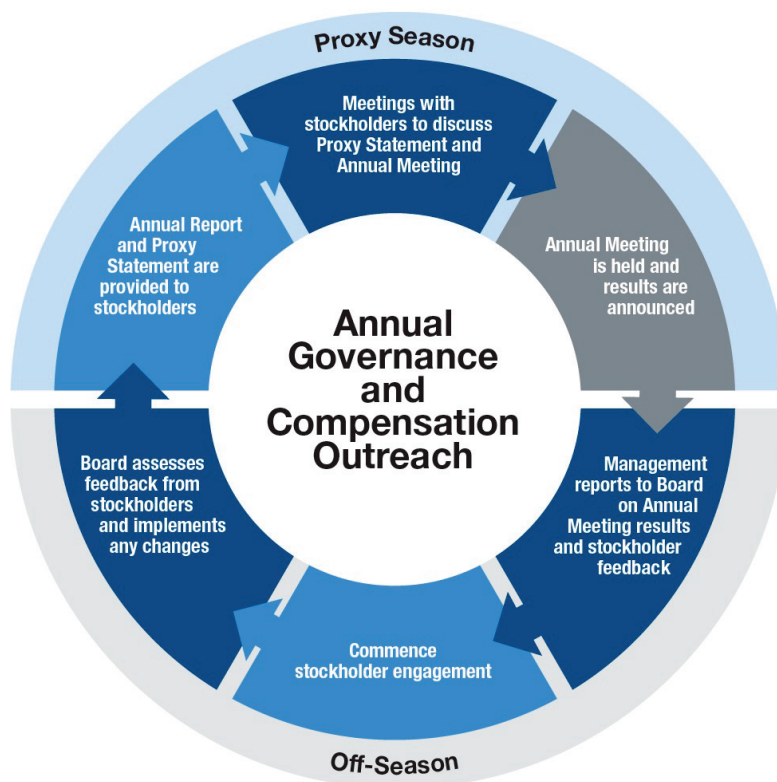 Proxy Season
Meetings with
stockholders to discuss
Proxy Statement and
Annual Meeting
Annual Meeting
is held and
results are
announced
Management
reports to Board
on Annual
Meeting results
and stockholder
feedback
Commence
stockholder engagement
Board assesses
feedback from
stockholders
and implements
any changes
Annual Report
and Proxy
Statement are
provided to
stockholders
Annual
Governance
and
Compensation
Outreach
Off-Season